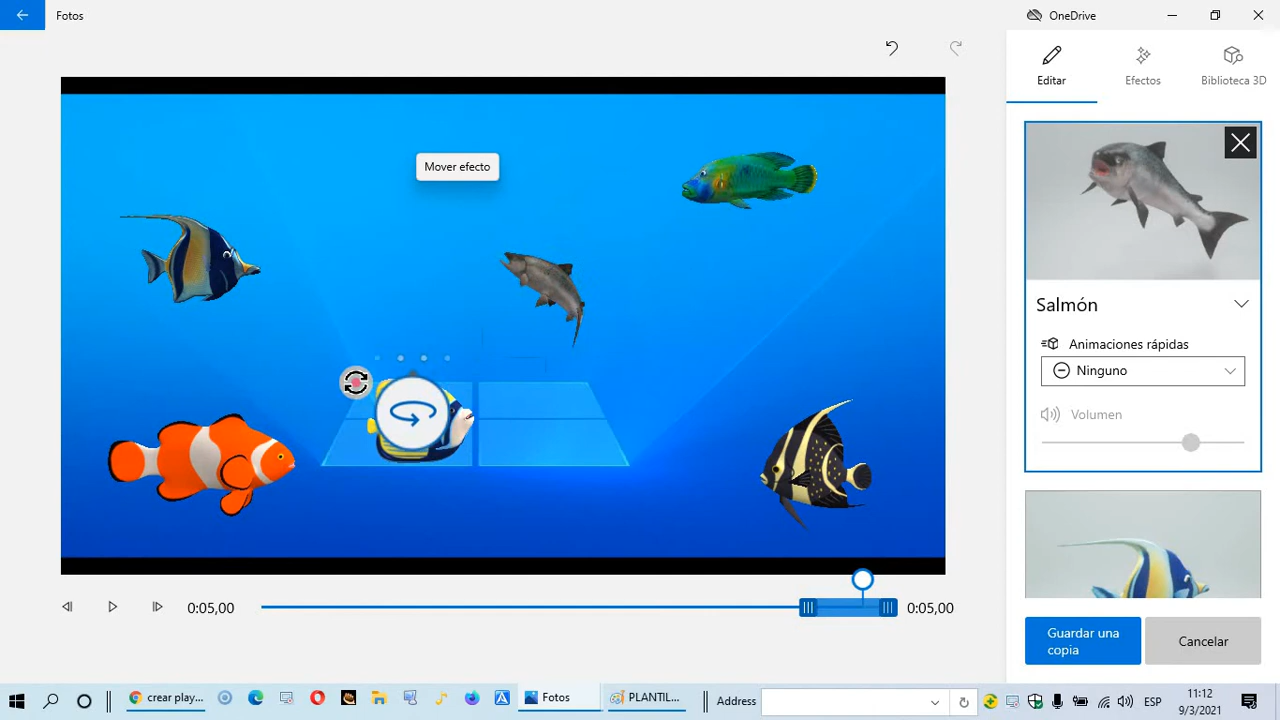 Fotos
OneDrive
Editar
Efectos
Biblioteca 3D
Mover efecto
Salmón
Animaciones rápidas
Ninguno
Volumen
0:05,00
0:05,00
Guardar una
copia
Cancelar
crear play...
Fotos
PLANTIL...
Address
ESP
11:12
9/3/2021